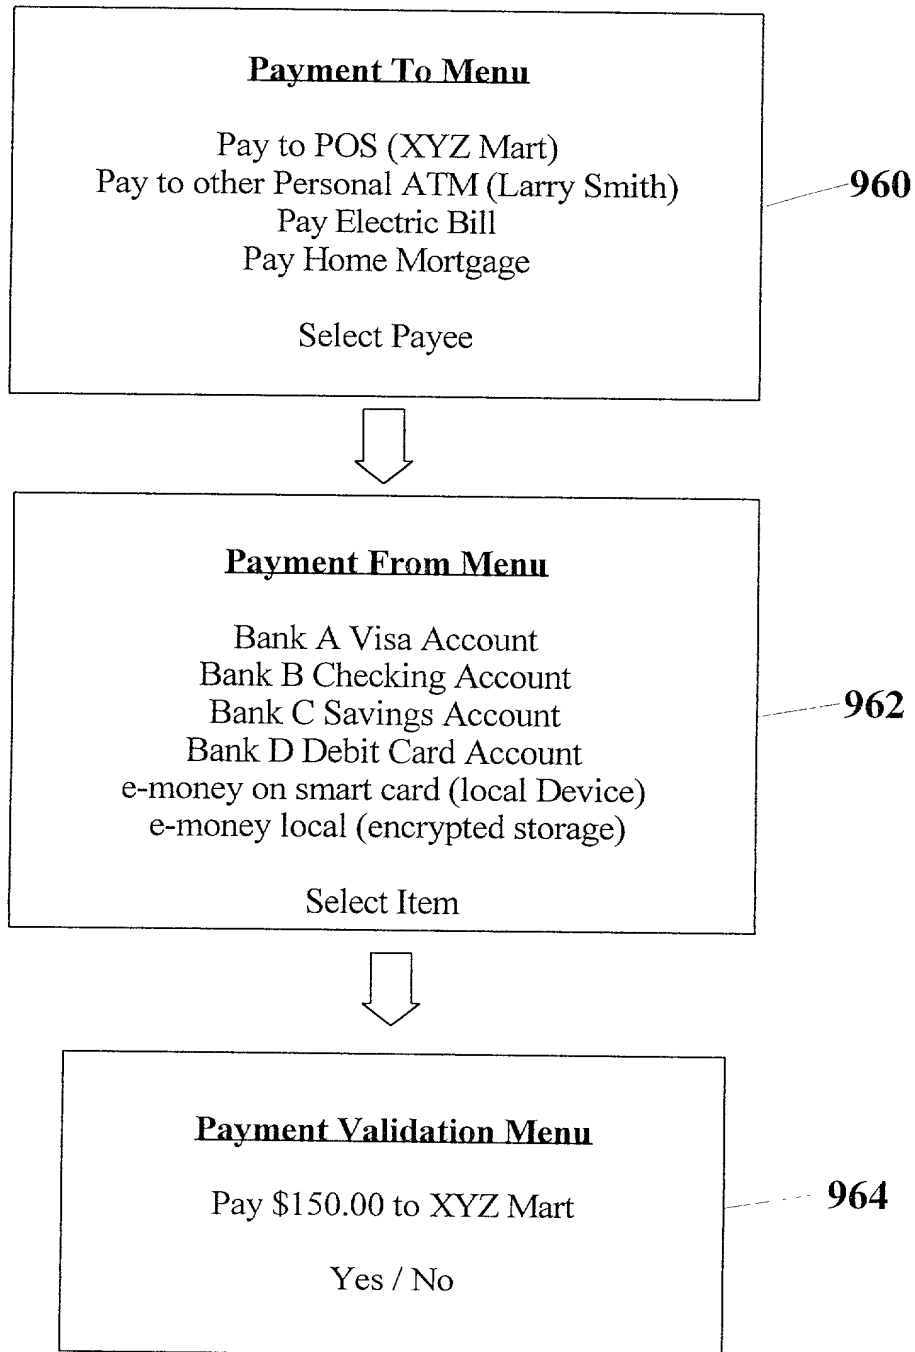 Payment To Menu
Pay to POS (XYZ Mart)
Pay to other Personal ATM (Larry Smith)
Pay Electric Bill
Pay Home Mortgage
Select Payee
960
Payment From Menu
Bank A Visa Account
Bank B Checking Account
Bank C Savings Account
Bank D Debit Card Account
e-money on smart card (local Device)
e-money local (encrypted storage)
Select Item
962
Payment Validation Menu
Pay $150.00 to XYZ Mart
Yes / No
964